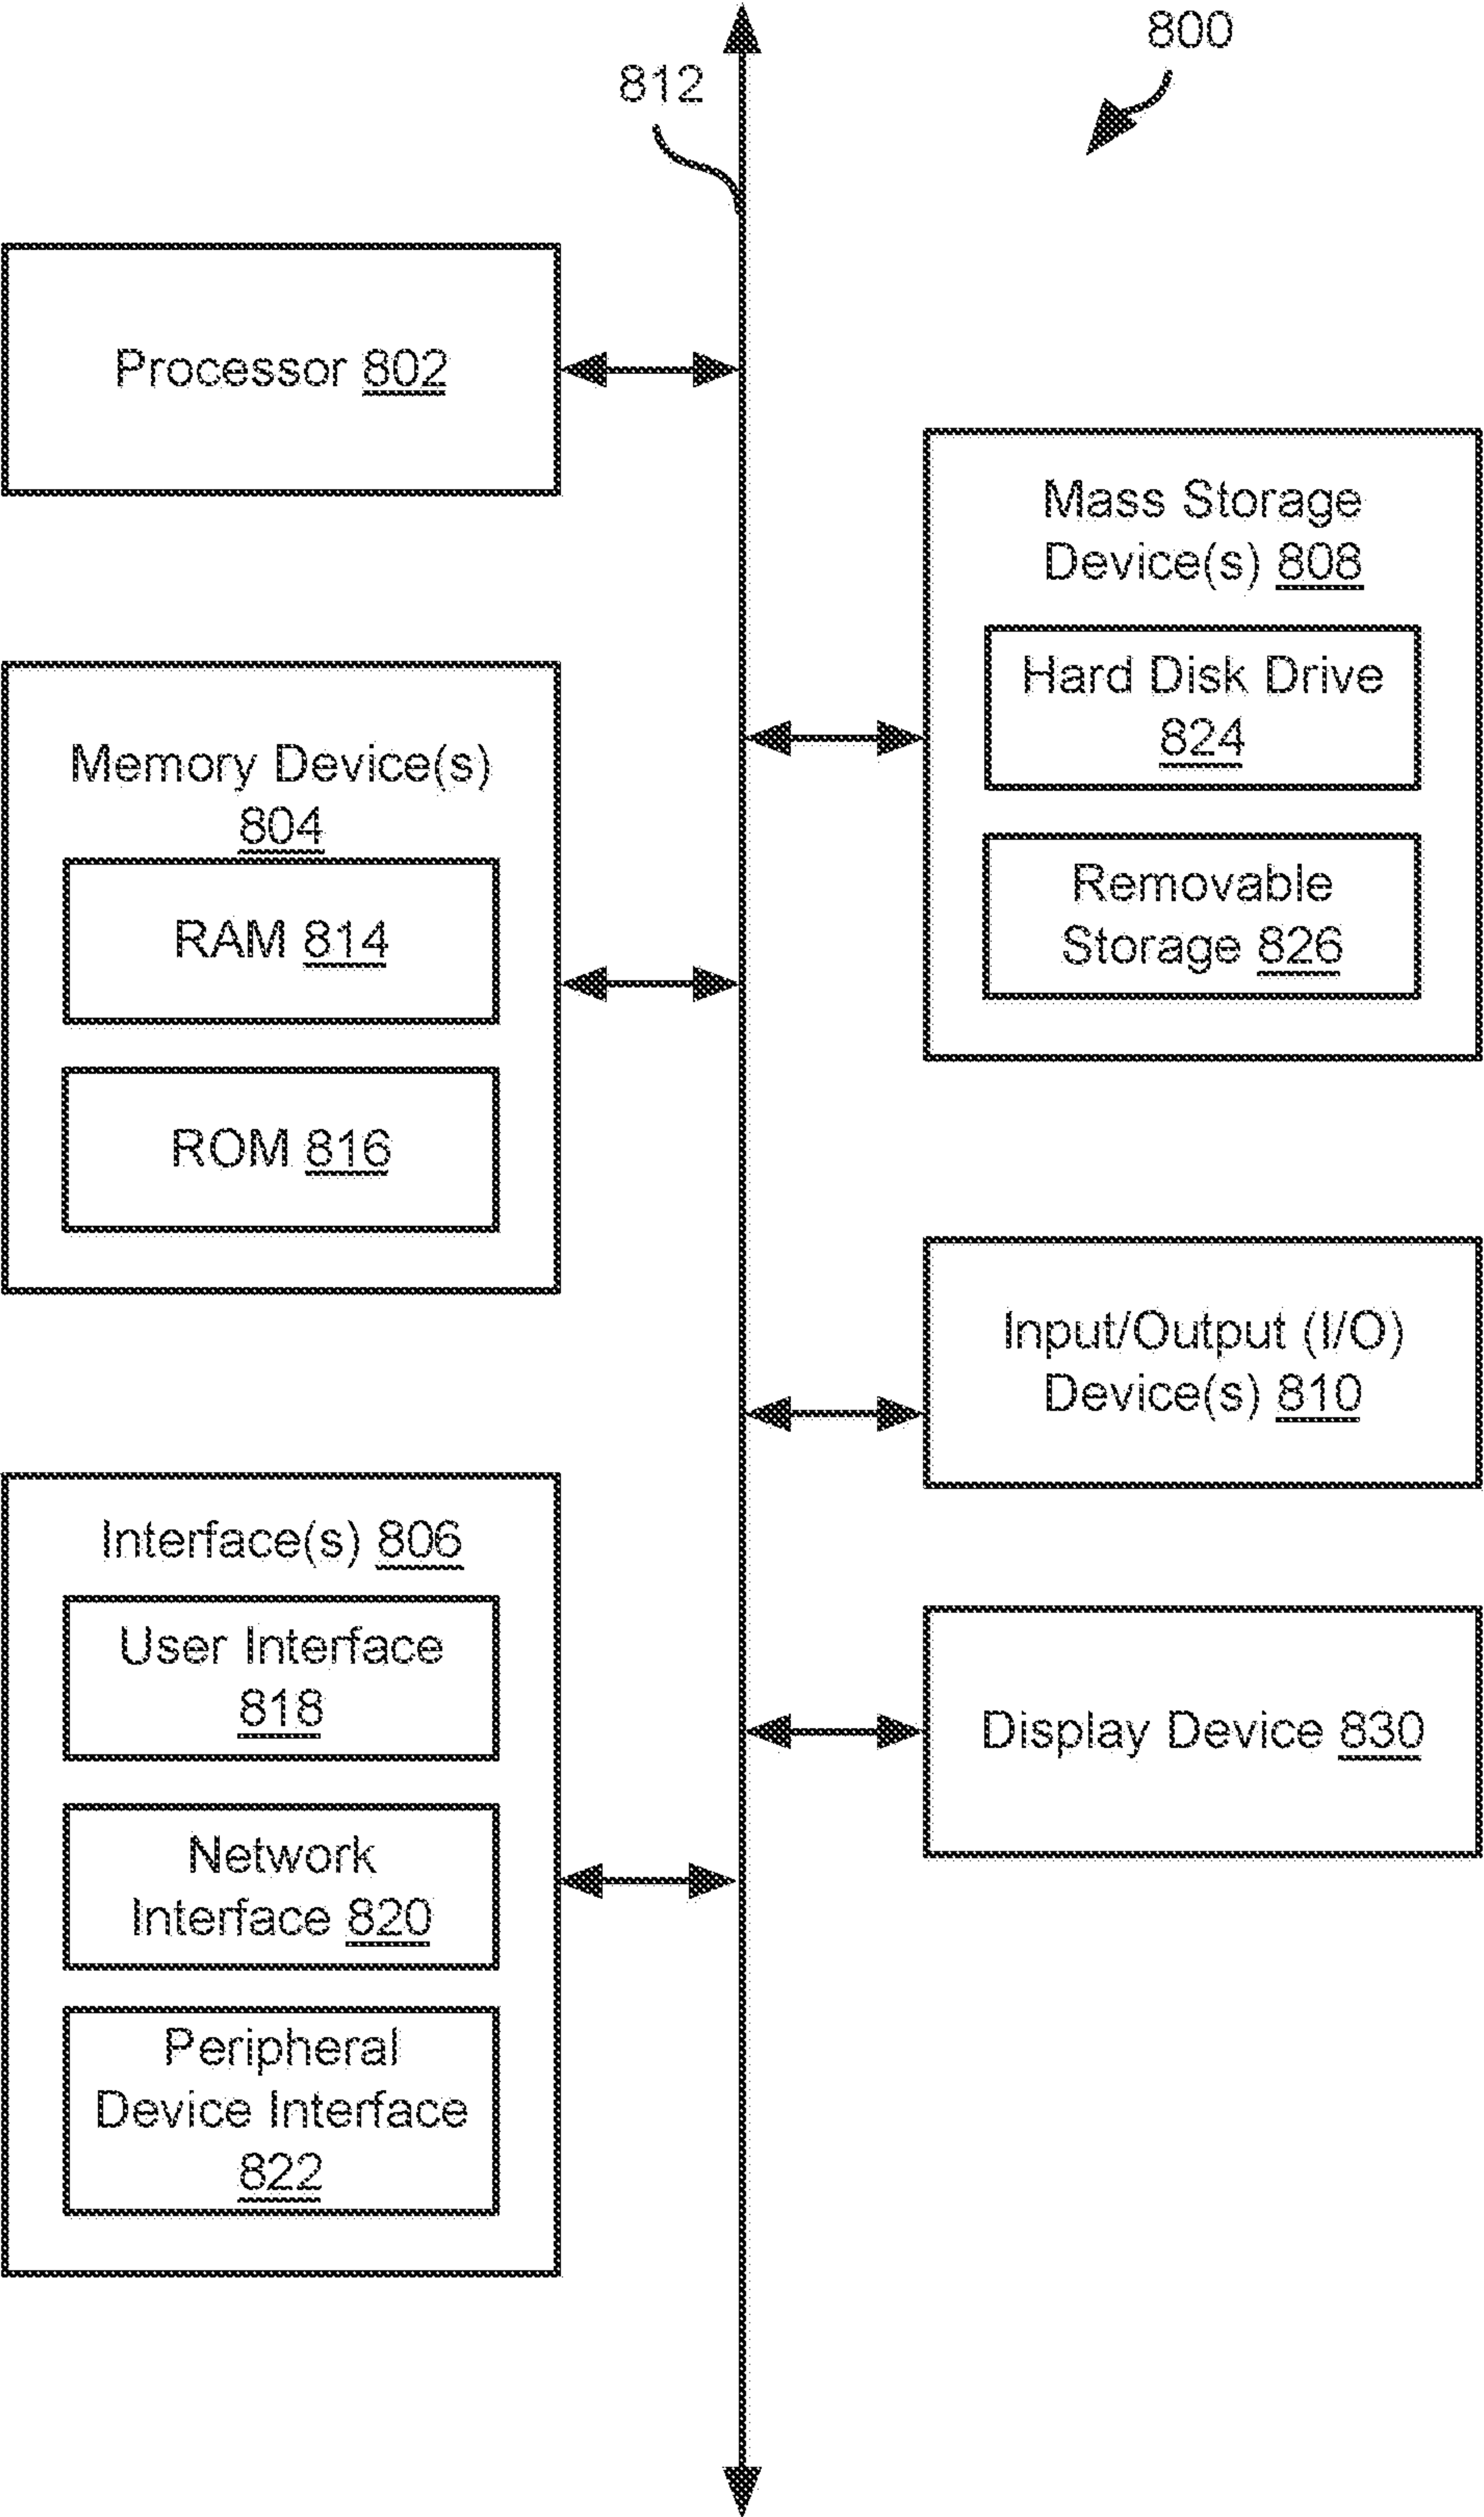 800
812
Processor 802
Mass Storage
Device(s) 808
Hard Disk Drive
824
Removable
Storage 826
Memory Device(s)
804
RAM 814
ROM 816
Input/Output (I/O)
Device(s) 810
Interface(s) 806
User Interface
818
Network
Interface 820
Peripheral
Device Interface
822
Display Device 830